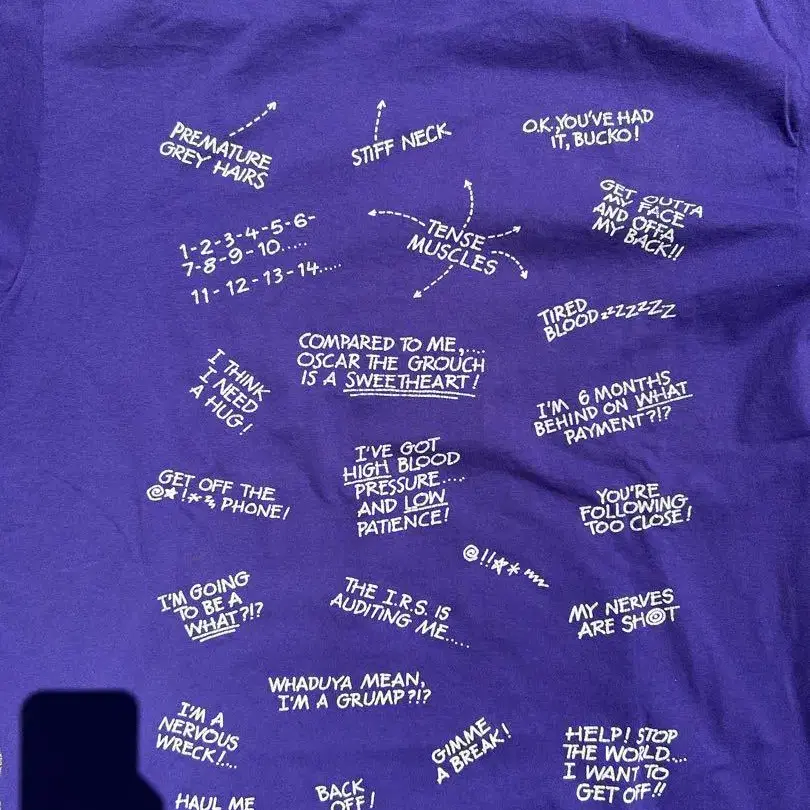 PREMATURE
GREY HAIRS
STIFF NECK
O.K., YOU'VE HAD
IT, BUCKO!
GET OUTTA
MY FACE
AND OFFA
MY BACK!!
1-2-3-4-5-6-
7-8-9-10.....
11-12-13-14.....
TENSE
MUSCLES
TIRED
BLOOD zzZZZZZ
COMPARED TO ME,....
OSCAR THE GROUCH
IS A SWEETHEART!
I THINK
I NEED
A HUG!
I'M 6 MONTHS
BEHIND ON WHAT
PAYMENT?!?
I'VE GOT
HIGH BLOOD
PRESSURE....
AND LOW
PATIENCE!
GET OFF THE
@*!*% PHONE!
YOU'RE
FOLLOWING
TOO CLOSE!
@!!**
I'M GOING
TO BE A
WHAT?!?
THE I.R.S. IS
AUDITING ME.....
MY NERVES
ARE SH@T
WHADUYA MEAN,
I'M A GRUMP?!?
I'M A
NERVOUS
WRECK!...
GIMME
A BREAK!
HELP! STOP
THE WORLD...
I WANT TO
GET OFF!!
HAUL ME
BACK
OFF!